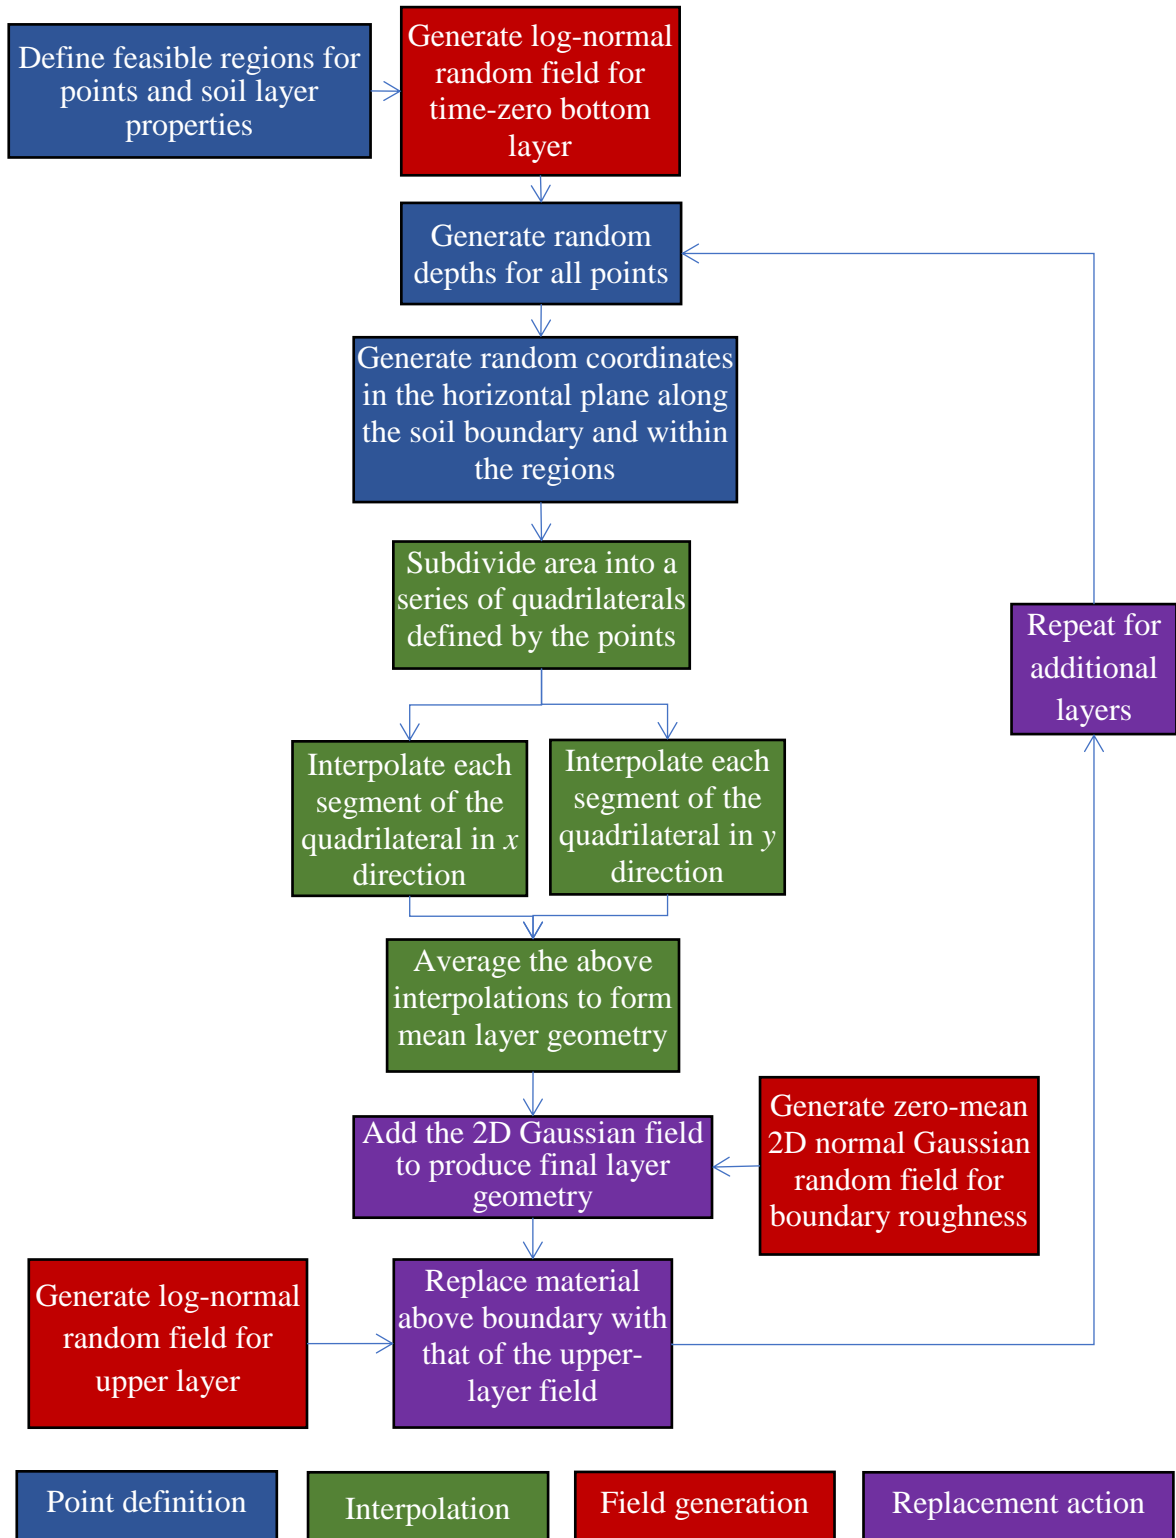 Define feasible regions for
points and soil layer
properties
Generate log-normal
random field for
time-zero bottom
layer
Generate random
depths for all points
Generate random coordinates
in the horizontal plane along
the soil boundary and within
the regions
Subdivide area into a
series of quadrilaterals
defined by the points
Repeat for
additional
layers
Interpolate each
segment of the
quadrilateral in x
direction
Interpolate each
segment of the
quadrilateral in y
direction
Average the above
interpolations to form
mean layer geometry
Generate zero-mean
2D normal Gaussian
random field for
boundary roughness
Add the 2D Gaussian field
to produce final layer
geometry
Generate log-normal
random field for
upper layer
Replace material
above boundary with
that of the upper-
layer field
Point definition
Interpolation
Field generation
Replacement action